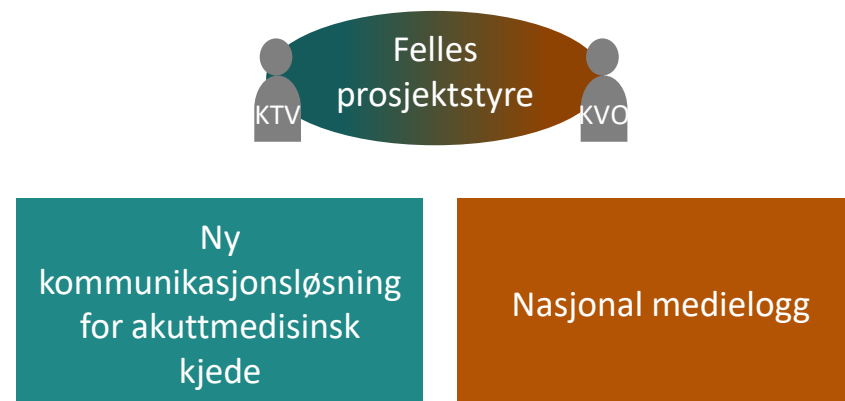 Felles
prosjektstyre
KTV
KVO
Ny
kommunikasjonsløsning
for akuttmedisinsk
kjede
Nasjonal medielogg